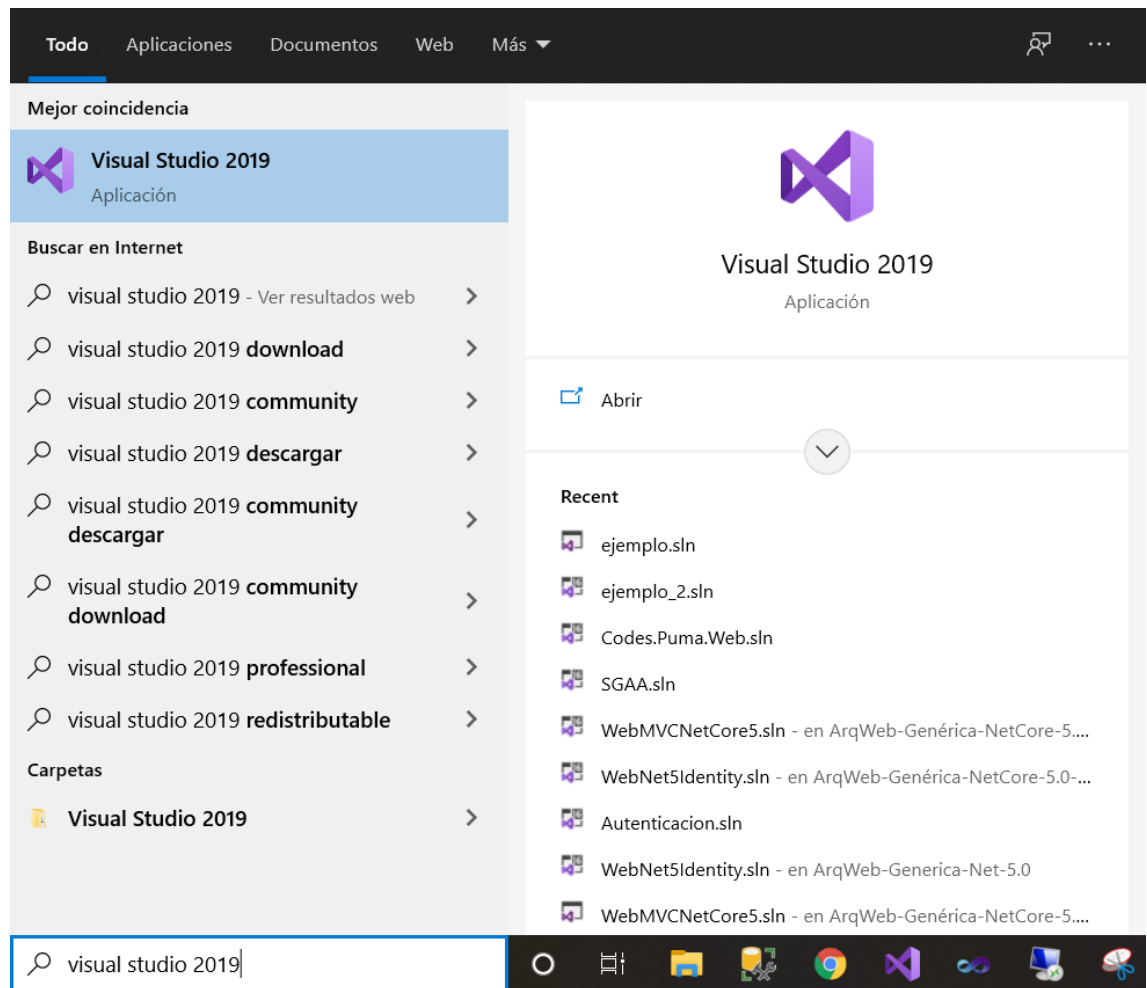 Todo Aplicaciones Documentos Web Más
Mejor coincidencia
Visual Studio 2019
Aplicación
Buscar en Internet
visual studio 2019 - Ver resultados web
visual studio 2019 download
visual studio 2019 community
visual studio 2019 descargar
visual studio 2019 community
descargar
visual studio 2019 community
download
visual studio 2019 professional
visual studio 2019 redistributable
Carpetas
Visual Studio 2019
visual studio 2019
Visual Studio 2019
Aplicación
Abrir
Recent
ejemplo.sln
ejemplo_2.sln
Codes.Puma.Web.sln
SGAA.sln
WebMVCNetCore5.sln - en ArqWeb-Genérica-NetCore-5....
WebNet5Identity.sln - en ArqWeb-Genérica-NetCore-5.0-...
Autenticacion.sln
WebNet5Identity.sln - en ArqWeb-Generica-Net-5.0
WebMVCNetCore5.sln - en ArqWeb-Genérica-NetCore-5....